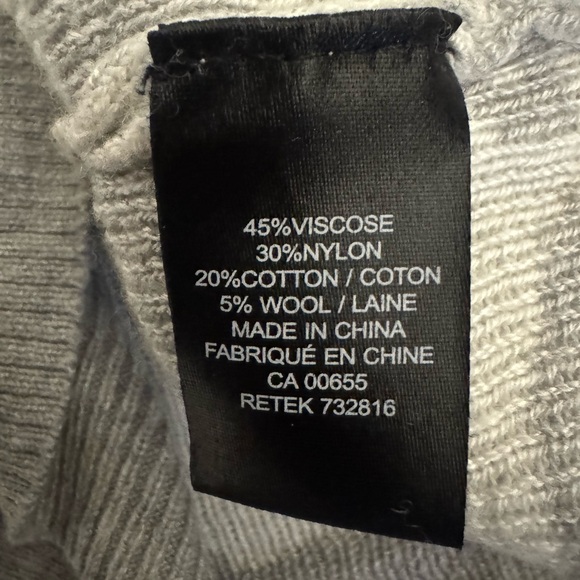 45%VISCOSE
30%NYLON
20%COTTON / COTON
5% WOOL / LAINE
MADE IN CHINA
FABRIQUÉ EN CHINE
CA 00655
RETEK 732816